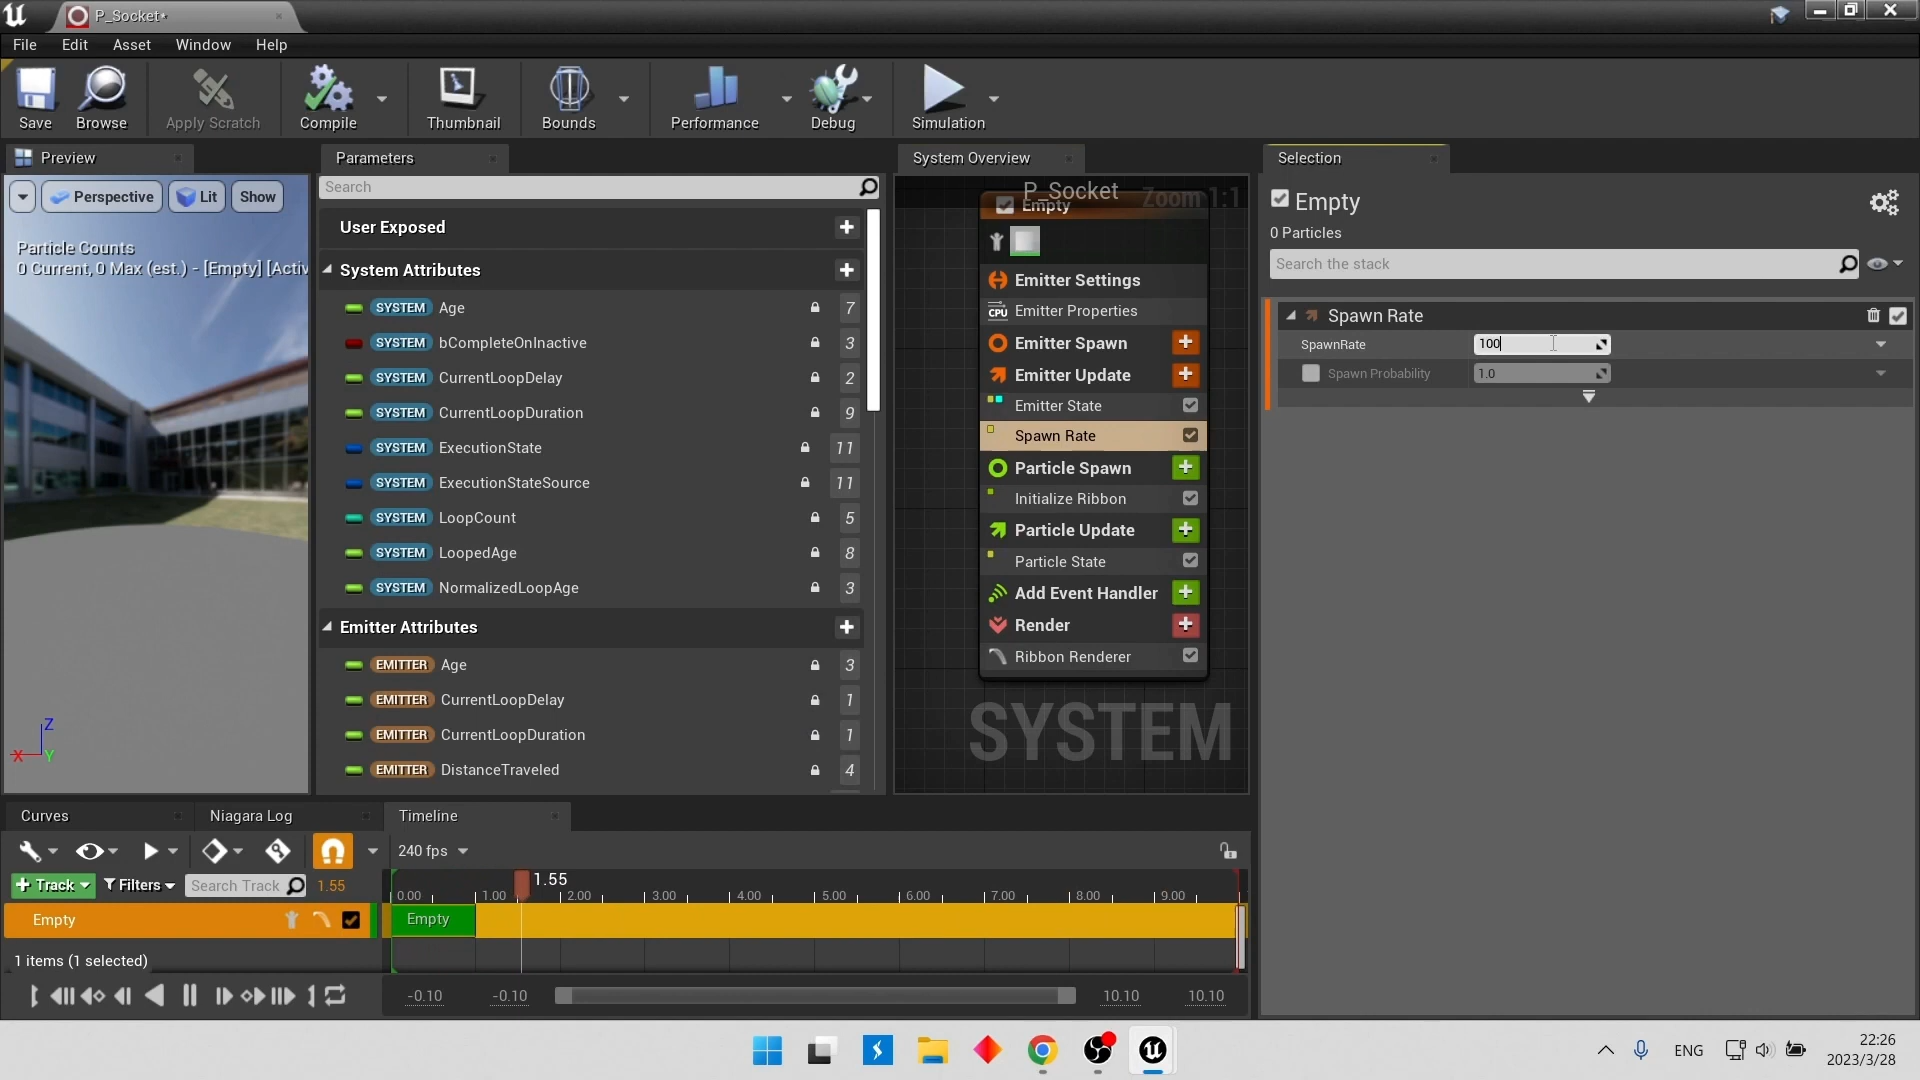 P_Socket*
File Edit Asset Window Help
Save Browse Apply Scratch Compile Thumbnail Bounds Performance Debug Simulation
Preview Parameters System Overview Selection
Perspective Lit Show
Particle Counts
0 Current, 0 Max (est.) - [Empty] [Activ
Search
User Exposed
System Attributes
SYSTEM Age 7
SYSTEM bCompleteOnInactive 3
SYSTEM CurrentLoopDelay 2
SYSTEM CurrentLoopDuration 9
SYSTEM ExecutionState 11
SYSTEM ExecutionStateSource 11
SYSTEM LoopCount 5
SYSTEM LoopedAge 8
SYSTEM NormalizedLoopAge 3
Emitter Attributes
EMITTER Age 3
EMITTER CurrentLoopDelay 1
EMITTER CurrentLoopDuration 1
EMITTER DistanceTraveled 4
P_Socket Zoom 1:1
Empty
Emitter Settings
CPU Emitter Properties
Emitter Spawn
Emitter Update
Emitter State
Spawn Rate
Particle Spawn
Initialize Ribbon
Particle Update
Particle State
Add Event Handler
Render
Ribbon Renderer
SYSTEM
Empty
0 Particles
Search the stack
Spawn Rate
SpawnRate 100
Spawn Probability 1.0
Curves Niagara Log Timeline
240 fps
Track Filters Search Track 1.55
1.55
0.00 1.00 2.00 3.00 4.00 5.00 6.00 7.00 8.00 9.00
Empty Empty
1 items (1 selected)
-0.10 -0.10 10.10 10.10
X Z Y
ENG 22:26
2023/3/28